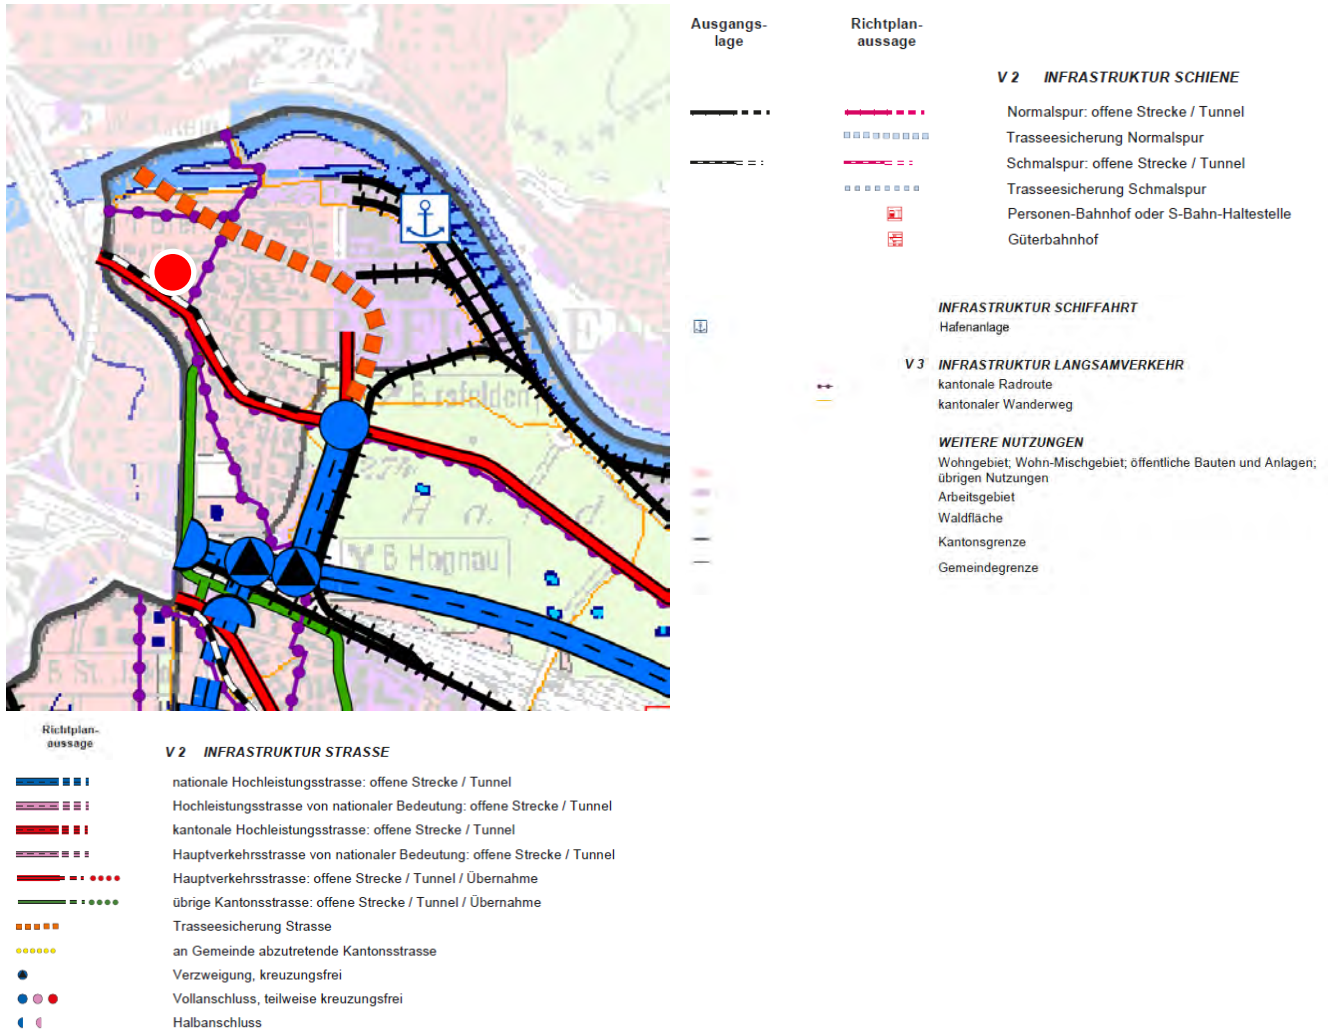 Ausgangs-
lage
Richtplan-
aussage
V 2 INFRASTRUKTUR SCHIENE
Normalspur: offene Strecke / Tunnel
Trasseesicherung Normalspur
Schmalspur: offene Strecke / Tunnel
Trasseesicherung Schmalspur
Personen-Bahnhof oder S-Bahn-Haltestelle
Güterbahnhof
INFRASTRUKTUR SCHIFFAHRT
Hafenanlage
V 3 INFRASTRUKTUR LANGSAMVERKEHR
kantonale Radroute
kantonaler Wanderweg
WEITERE NUTZUNGEN
Wohngebiet; Wohn-Mischgebiet; öffentliche Bauten und Anlagen;
übrigen Nutzungen
Arbeitsgebiet
Waldfläche
Kantonsgrenze
Gemeindegrenze
B rsfelden
H a r d
B Hagnau
B St. Ja
Richtplan-
aussage
V 2 INFRASTRUKTUR STRASSE
nationale Hochleistungsstrasse: offene Strecke / Tunnel
Hochleistungsstrasse von nationaler Bedeutung: offene Strecke / Tunnel
kantonale Hochleistungsstrasse: offene Strecke / Tunnel
Hauptverkehrsstrasse von nationaler Bedeutung: offene Strecke / Tunnel
Hauptverkehrsstrasse: offene Strecke / Tunnel / Übernahme
übrige Kantonsstrasse: offene Strecke / Tunnel / Übernahme
Trasseesicherung Strasse
an Gemeinde abzutretende Kantonsstrasse
Verzweigung, kreuzungsfrei
Vollanschluss, teilweise kreuzungsfrei
Halbanschluss